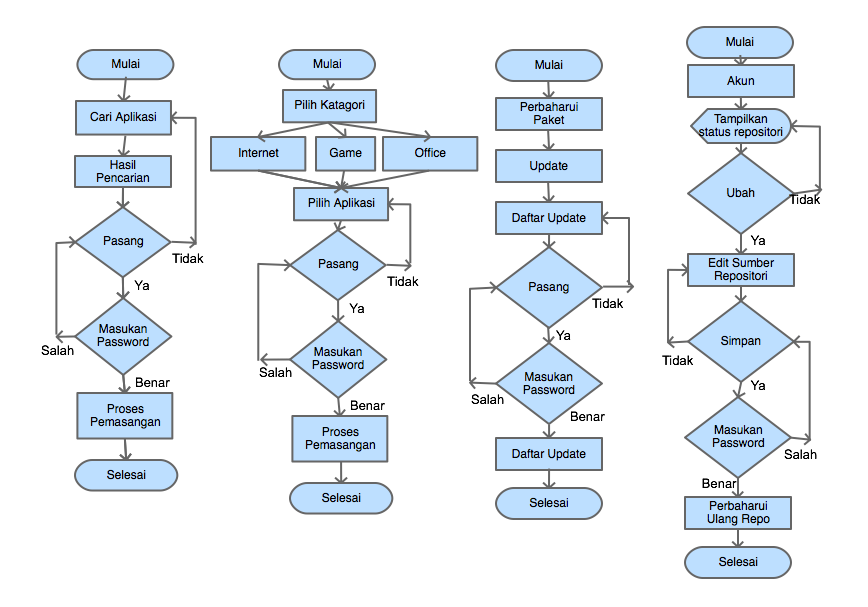 Mulai
Cari Aplikasi
Hasil
Pencarian
Pasang
Tidak
Ya
Masukan
Password
Salah
Benar
Proses
Pemasangan
Selesai
Mulai
Pilih Katagori
Internet
Game
Office
Pilih Aplikasi
Pasang
Tidak
Ya
Masukan
Password
Salah
Benar
Proses
Pemasangan
Selesai
Mulai
Perbaharui
Paket
Update
Daftar Update
Pasang
Tidak
Ya
Masukan
Password
Salah
Benar
Daftar Update
Selesai
Mulai
Akun
Tampilkan
status repositori
Ubah
Tidak
Ya
Edit Sumber
Repositori
Simpan
Tidak
Ya
Masukan
Password
Salah
Benar
Perbaharui
Ulang Repo
Selesai